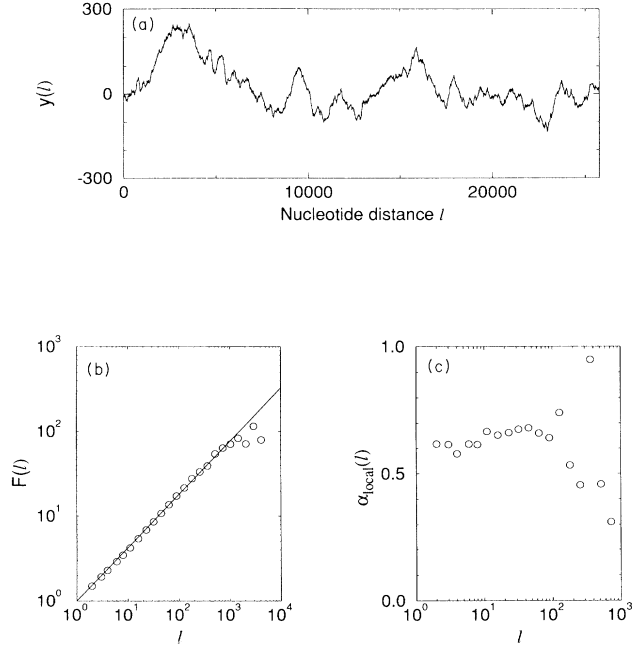 300
(a)
y(l)
0
-300
0
10000
20000
Nucleotide distance l
10³
(b)
10²
F(l)
10¹
10⁰
10⁰
10¹
10²
10³
10⁴
l
1.0
(c)
α_local(l)
0.5
0.0
10⁰
10¹
10²
10³
l